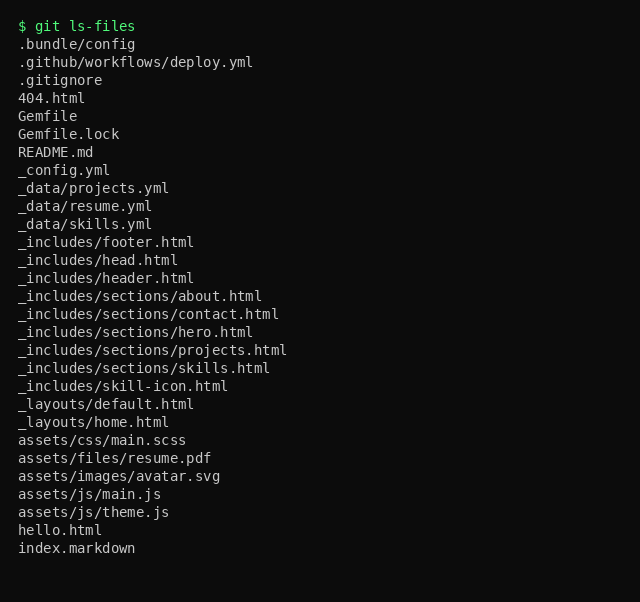 $ git ls-files
.bundle/config
.github/workflows/deploy.yml
.gitignore
404.html
Gemfile
Gemfile.lock
README.md
_config.yml
_data/projects.yml
_data/resume.yml
_data/skills.yml
_includes/footer.html
_includes/head.html
_includes/header.html
_includes/sections/about.html
_includes/sections/contact.html
_includes/sections/hero.html
_includes/sections/projects.html
_includes/sections/skills.html
_includes/skill-icon.html
_layouts/default.html
_layouts/home.html
assets/css/main.scss
assets/files/resume.pdf
assets/images/avatar.svg
assets/js/main.js
assets/js/theme.js
hello.html
index.markdown